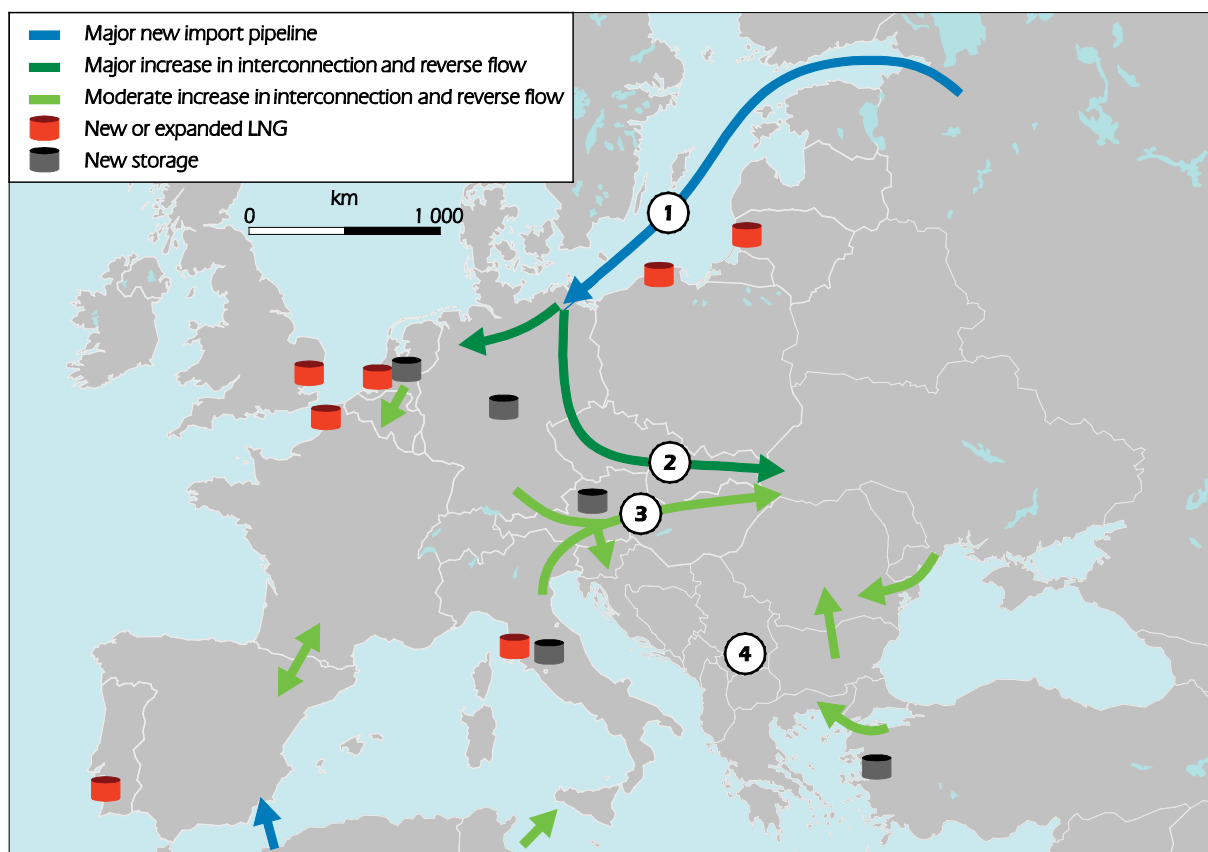 Major new import pipeline
Major increase in interconnection and reverse flow
Moderate increase in interconnection and reverse flow
New or expanded LNG
New storage
km
0 1 000
1
2
3
4